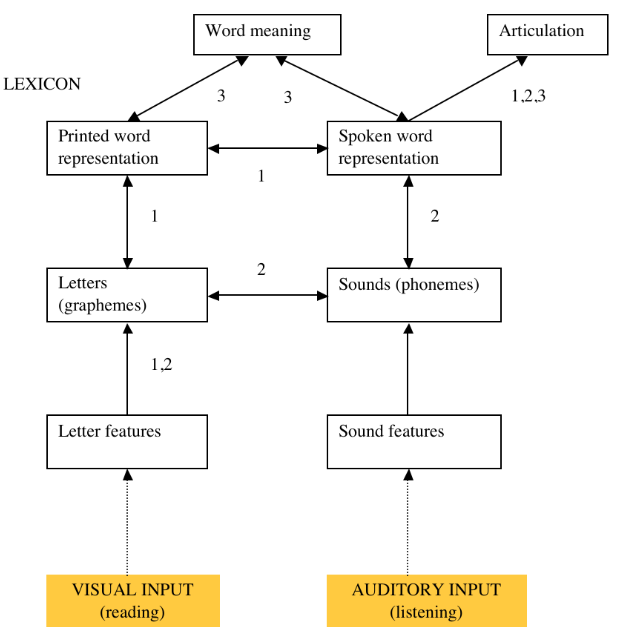 Word meaning
Articulation
LEXICON
3
3
1,2,3
Printed word
representation
Spoken word
representation
1
1
2
2
Letters
(graphemes)
Sounds (phonemes)
1,2
Letter features
Sound features
VISUAL INPUT
(reading)
AUDITORY INPUT
(listening)